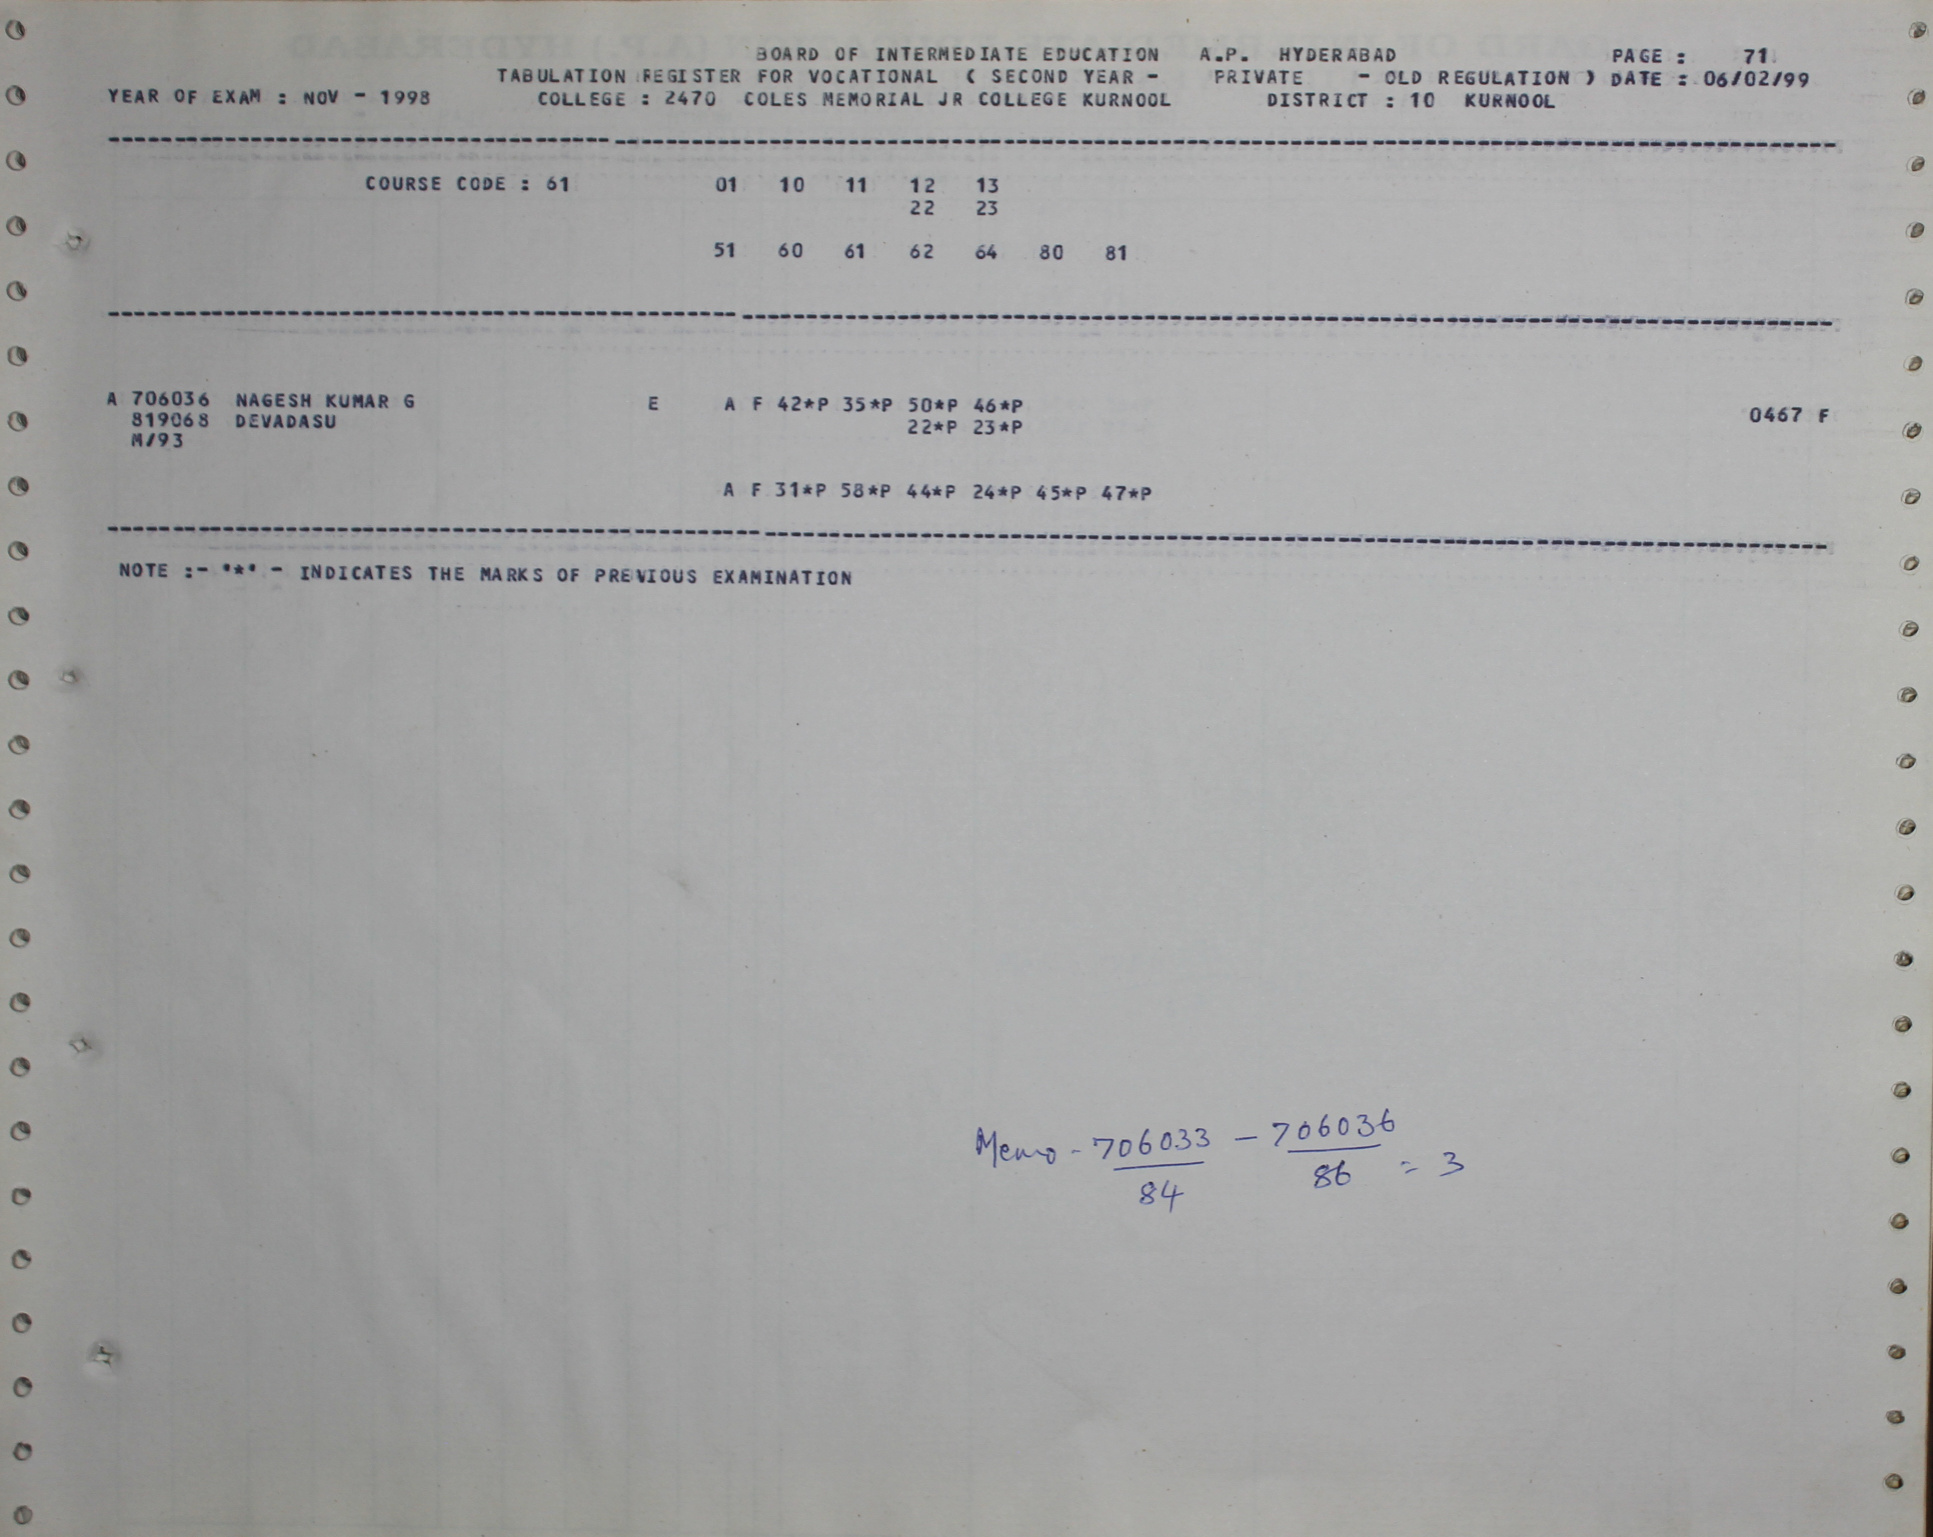 BOARD OF INTERMEDIATE EDUCATION A.P. HYDERABAD PAGE : 71
TABULATION REGISTER FOR VOCATIONAL ( SECOND YEAR - PRIVATE - OLD REGULATION ) DATE : 06/02/99
YEAR OF EXAM : NOV - 1998 COLLEGE : 2470 COLES MEMORIAL JR COLLEGE KURNOOL DISTRICT : 10 KURNOOL
COURSE CODE : 61 01 10 11 12 13
22 23
51 60 61 62 64 80 81
A 706036 NAGESH KUMAR G E A F 42*P 35*P 50*P 46*P 0467 F
819068 DEVADASU 22*P 23*P
M/93
A F 31*P 58*P 44*P 24*P 45*P 47*P
NOTE :- '*' - INDICATES THE MARKS OF PREVIOUS EXAMINATION
Memo - 706033 - 706036
84 86 = 3